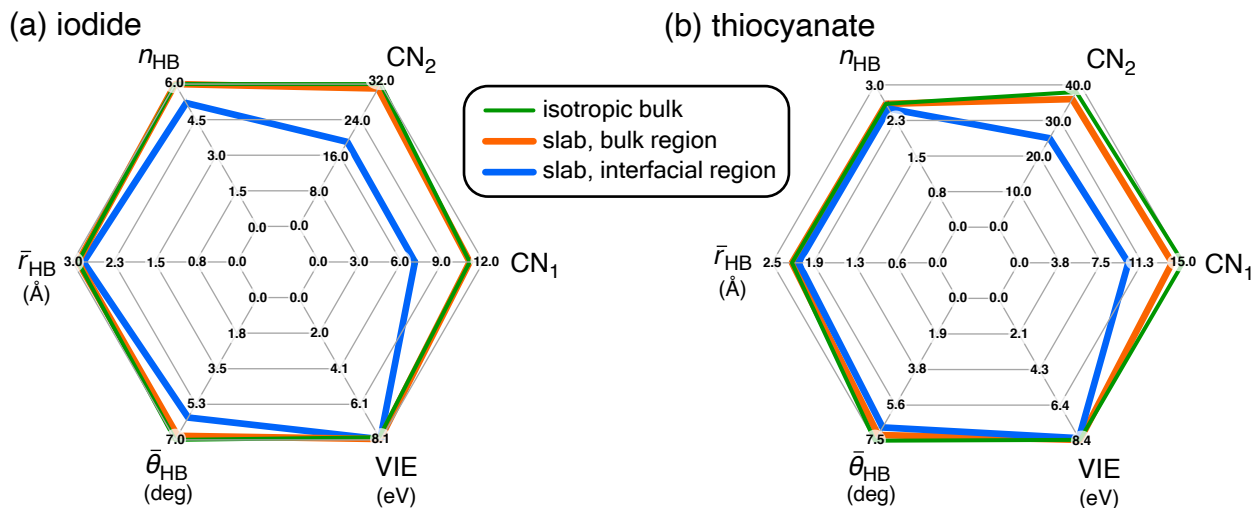 (a) iodide
n_HB
CN₂
6.0
32.0
4.5
24.0
3.0
16.0
1.5
8.0
0.0
0.0
r̄_HB
(Å)
3.0
2.3
1.5
0.8
0.0
0.0
3.0
6.0
9.0
12.0
CN₁
0.0
0.0
1.8
2.0
3.5
4.1
5.3
6.1
7.0
8.1
θ̄_HB
(deg)
VIE
(eV)
isotropic bulk
slab, bulk region
slab, interfacial region
(b) thiocyanate
n_HB
CN₂
3.0
40.0
2.3
30.0
1.5
20.0
0.8
10.0
0.0
0.0
r̄_HB
(Å)
2.5
1.9
1.3
0.6
0.0
0.0
3.8
7.5
11.3
15.0
CN₁
0.0
0.0
1.9
2.1
3.8
4.3
5.6
6.4
7.5
8.4
θ̄_HB
(deg)
VIE
(eV)